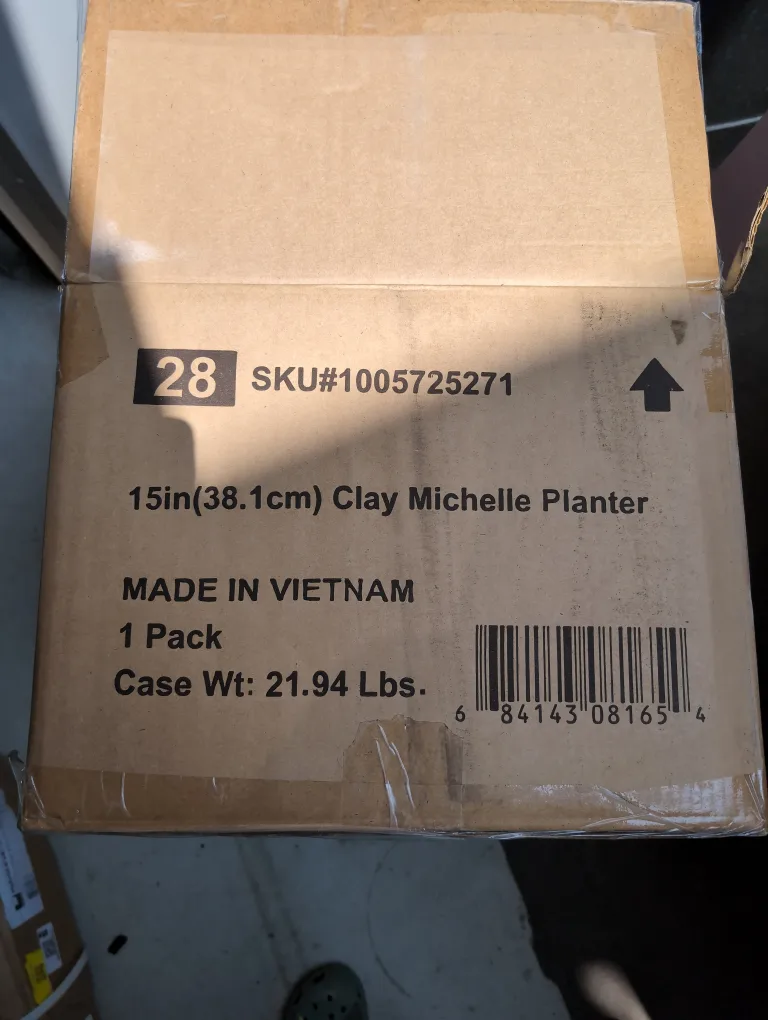 28 SKU#1005725271
15in(38.1cm) Clay Michelle Planter
MADE IN VIETNAM
1 Pack
Case Wt: 21.94 Lbs.
6 84143 08165 4